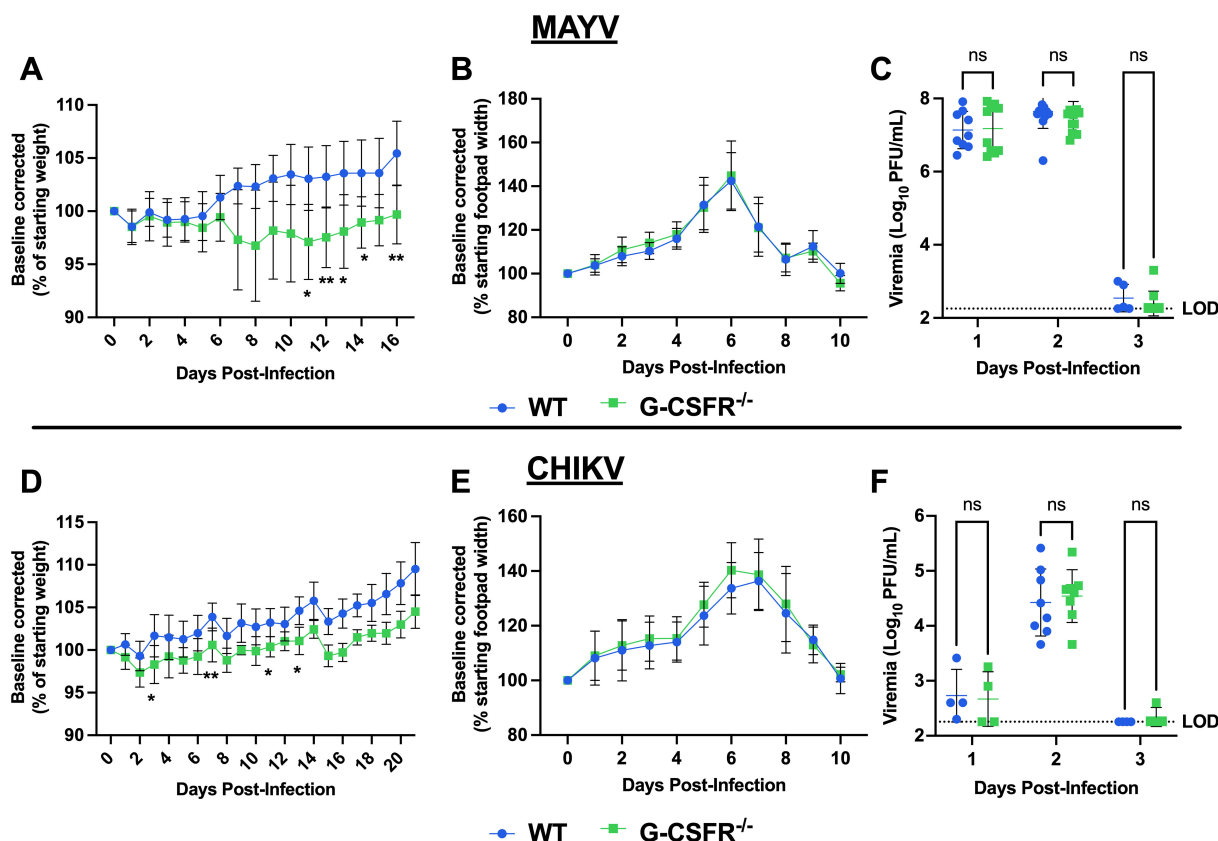 MAYV
A
Baseline corrected
(% of starting weight)
110
105
100
95
90
0 2 4 6 8 10 12 14 16
* ** * * **
Days Post-Infection
B
Baseline corrected
(% starting footpad width)
180
160
140
120
100
80
0 2 4 6 8 10
Days Post-Infection
C
Viremia (Log10 PFU/mL)
8
6
4
2
ns ns ns
LOD
1 2 3
Days Post-Infection
WT G-CSFR-/-
CHIKV
D
Baseline corrected
(% of starting weight)
115
110
105
100
95
90
0 2 4 6 8 10 12 14 16 18 20
* ** * *
Days Post-Infection
E
Baseline corrected
(% starting footpad width)
160
140
120
100
80
0 2 4 6 8 10
Days Post-Infection
F
Viremia (Log10 PFU/mL)
6
5
4
3
2
ns ns ns
LOD
1 2 3
Days Post-Infection
WT G-CSFR-/-